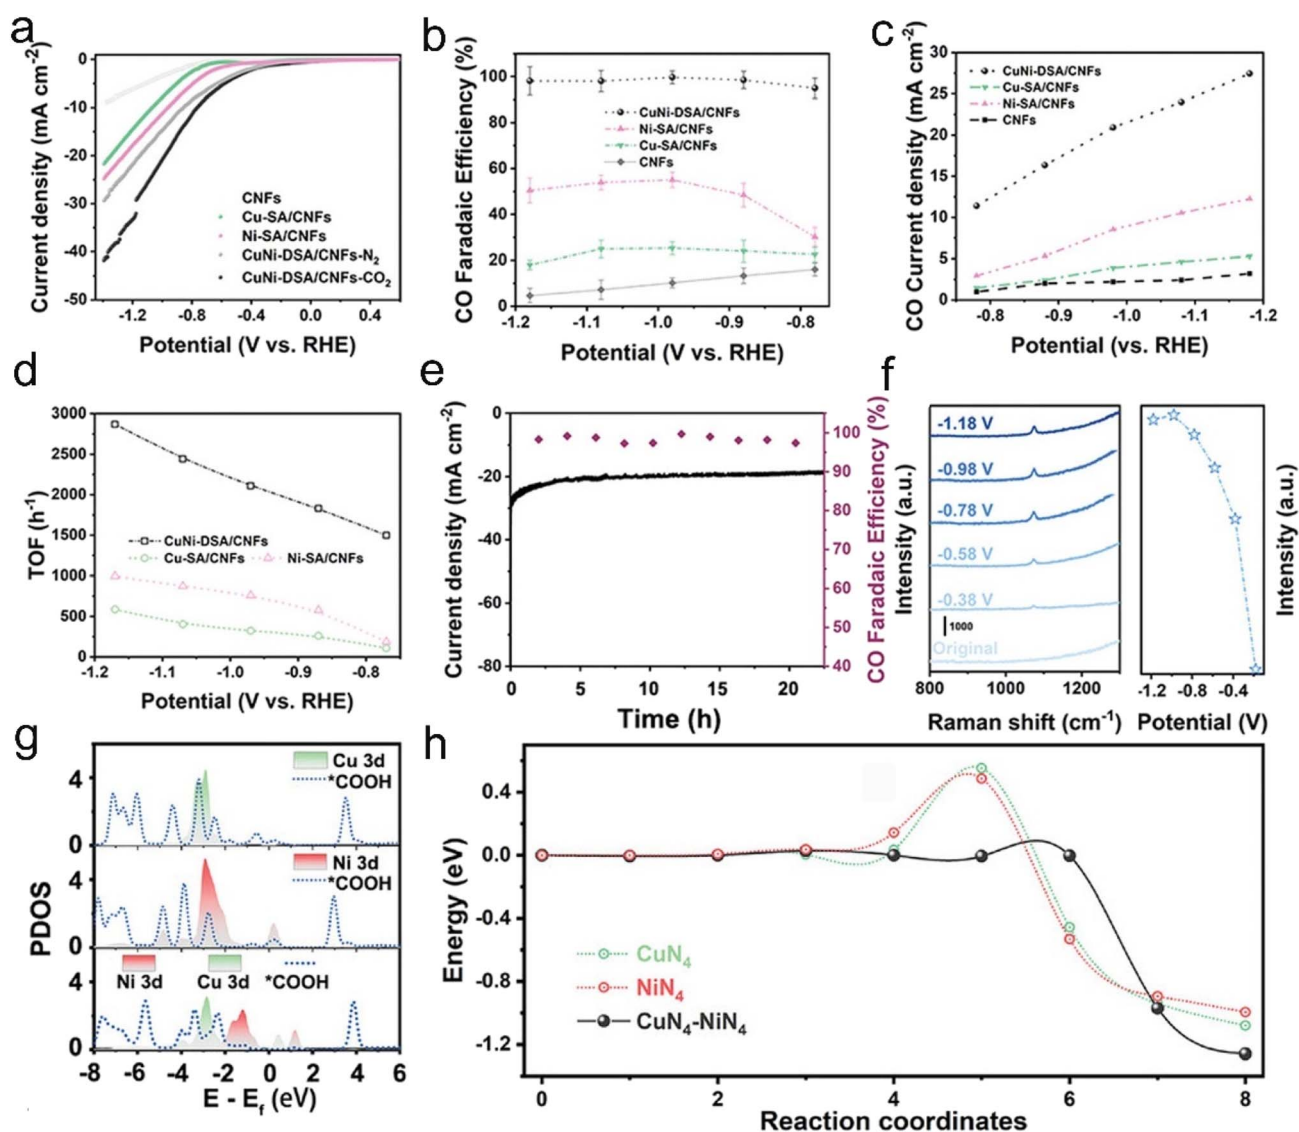 a
0
-10
-20
-30
-40
-50
Current density (mA cm-2)
CNFs
Cu-SA/CNFs
Ni-SA/CNFs
CuNi-DSA/CNFs-N2
CuNi-DSA/CNFs-CO2
-1.2 -0.8 -0.4 0.0 0.4
Potential (V vs. RHE)
b
100
80
60
40
20
0
CO Faradaic Efficiency (%)
CuNi-DSA/CNFs
Ni-SA/CNFs
Cu-SA/CNFs
CNFs
-1.2 -1.1 -1.0 -0.9 -0.8
Potential (V vs. RHE)
c
30
25
20
15
10
5
0
CO Current density (mA cm-2)
CuNi-DSA/CNFs
Cu-SA/CNFs
Ni-SA/CNFs
CNFs
-0.8 -0.9 -1.0 -1.1 -1.2
Potential (vs. RHE)
d
3000
2500
2000
1500
1000
500
0
TOF (h-1)
CuNi-DSA/CNFs
Cu-SA/CNFs Ni-SA/CNFs
-1.2 -1.1 -1.0 -0.9 -0.8
Potential (V vs. RHE)
e
0
-20
-40
-60
-80
Current density (mA cm-2)
100
90
80
70
60
50
40
CO Faradaic Efficiency (%)
0 5 10 15 20
Time (h)
f
-1.18 V
-0.98 V
-0.78 V
-0.58 V
-0.38 V
1000
Original
Intensity (a.u.)
800 1000 1200
Raman shift (cm-1)
Intensity (a.u.)
-1.2 -0.8 -0.4
Potential (V)
g
PDOS
4
0
Cu 3d
*COOH
4
0
Ni 3d
*COOH
4
0
Ni 3d Cu 3d *COOH
-8 -6 -4 -2 0 2 4 6
E - Ef (eV)
h
0.4
0.0
-0.4
-0.8
-1.2
Energy (eV)
CuN4
NiN4
CuN4-NiN4
0 2 4 6 8
Reaction coordinates